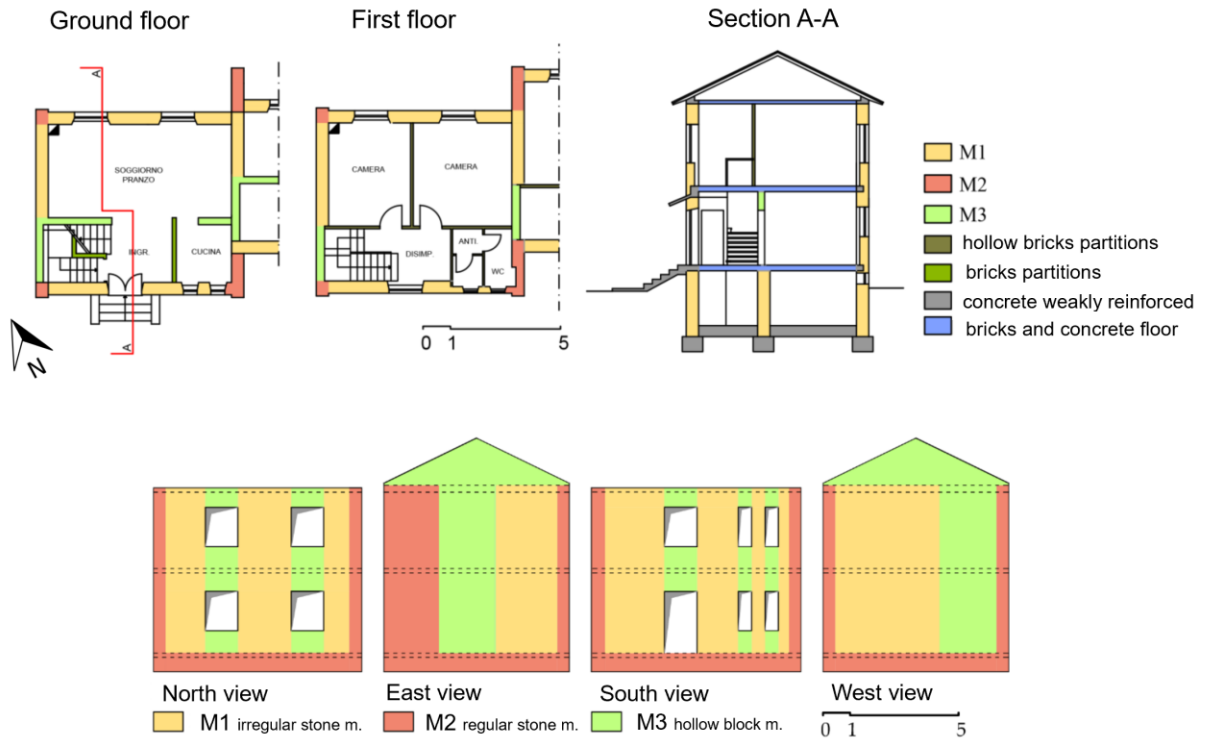 Ground floor
First floor
Section A-A
A
SOGGIORNO
PRANZO
INGR.
CUCINA
A
N
CAMERA
CAMERA
DISIMP.
ANTI.
WC
0 1 5
M1
M2
M3
hollow bricks partitions
bricks partitions
concrete weakly reinforced
bricks and concrete floor
North view
East view
South view
West view
M1 irregular stone m.
M2 regular stone m.
M3 hollow block m.
0 1 5